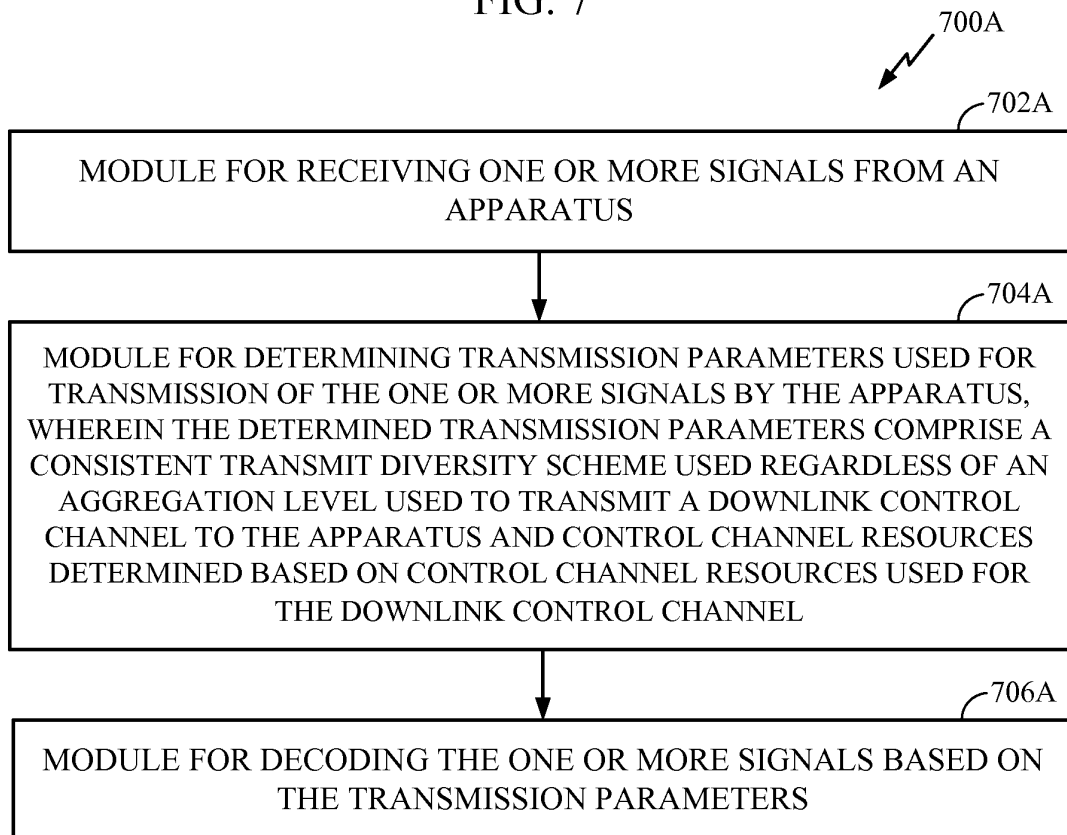 FIG. 7
700A
702A
MODULE FOR RECEIVING ONE OR MORE SIGNALS FROM AN
APPARATUS
704A
MODULE FOR DETERMINING TRANSMISSION PARAMETERS USED FOR
TRANSMISSION OF THE ONE OR MORE SIGNALS BY THE APPARATUS,
WHEREIN THE DETERMINED TRANSMISSION PARAMETERS COMPRISE A
CONSISTENT TRANSMIT DIVERSITY SCHEME USED REGARDLESS OF AN
AGGREGATION LEVEL USED TO TRANSMIT A DOWNLINK CONTROL
CHANNEL TO THE APPARATUS AND CONTROL CHANNEL RESOURCES
DETERMINED BASED ON CONTROL CHANNEL RESOURCES USED FOR
THE DOWNLINK CONTROL CHANNEL
706A
MODULE FOR DECODING THE ONE OR MORE SIGNALS BASED ON
THE TRANSMISSION PARAMETERS